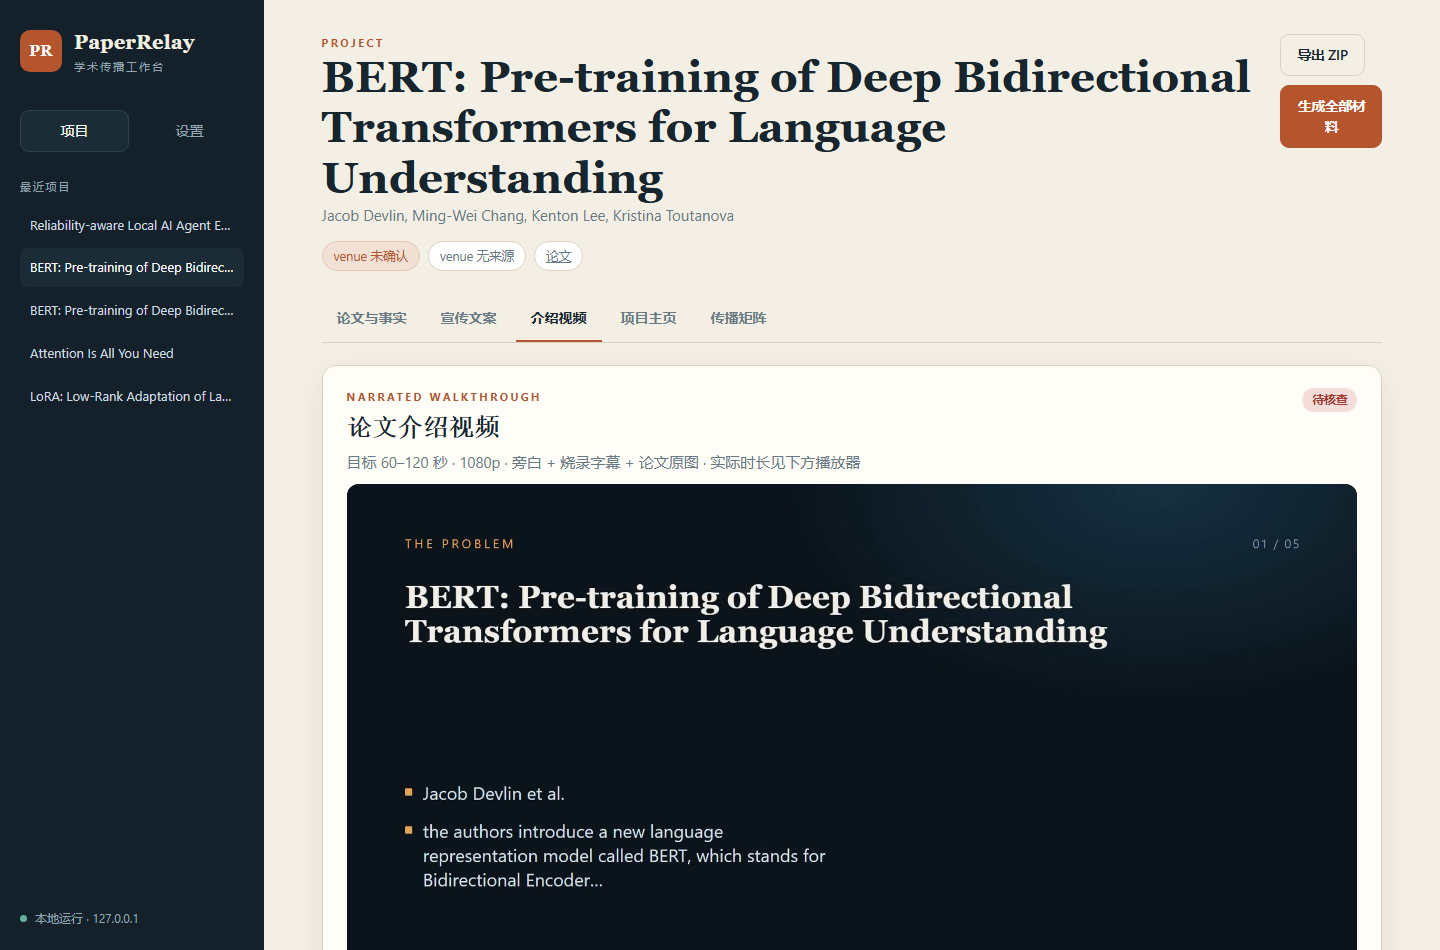 PR
PaperRelay
学术传播工作台
项目
设置
最近项目
Reliability-aware Local AI Agent E...
BERT: Pre-training of Deep Bidirec...
BERT: Pre-training of Deep Bidirec...
Attention Is All You Need
LoRA: Low-Rank Adaptation of La...
本地运行 · 127.0.0.1
PROJECT
BERT: Pre-training of Deep Bidirectional
Transformers for Language
Understanding
Jacob Devlin, Ming-Wei Chang, Kenton Lee, Kristina Toutanova
venue 未确认
venue 无来源
论文
导出 ZIP
生成全部材
料
论文与事实
宣传文案
介绍视频
项目主页
传播矩阵
NARRATED WALKTHROUGH
论文介绍视频
目标 60–120 秒 · 1080p · 旁白 + 烧录字幕 + 论文原图 · 实际时长见下方播放器
待核查
THE PROBLEM
01 / 05
BERT: Pre-training of Deep Bidirectional
Transformers for Language Understanding
Jacob Devlin et al.
the authors introduce a new language
representation model called BERT, which stands for
Bidirectional Encoder...